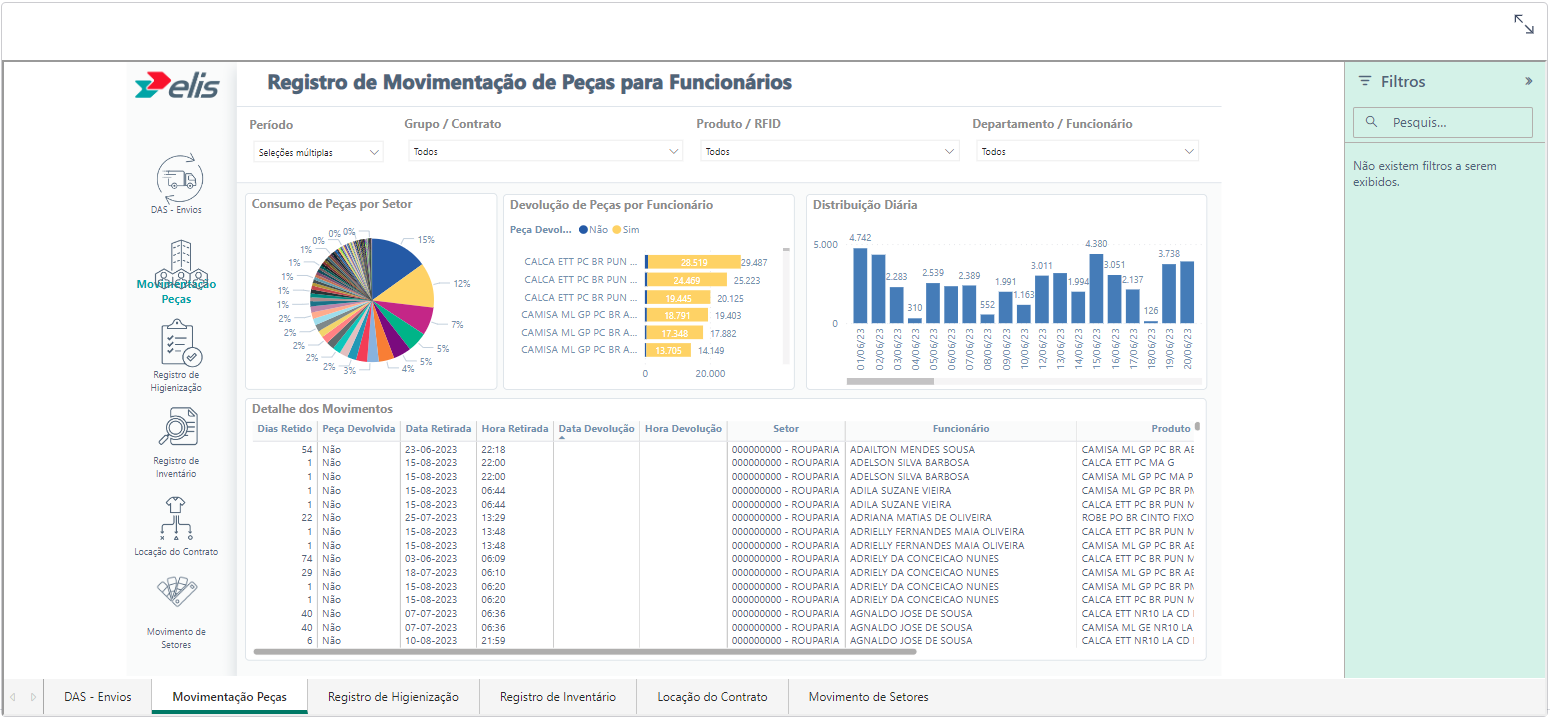 elis
Registro de Movimentação de Peças para Funcionários
Filtros
Pesquis...
Não existem filtros a serem
exibidos.
Período
Grupo / Contrato
Produto / RFID
Departamento / Funcionário
Seleções múltiplas
Todos
Todos
Todos
DAS - Envios
Movimentação
Peças
Registro de
Higienização
Registro de
Inventário
Locação do Contrato
Movimento de
Setores
Consumo de Peças por Setor
15%
12%
7%
5%
5%
4%
3%
2%
2%
2%
2%
2%
1%
1%
1%
1%
1%
0%
0%
0%
Devolução de Peças por Funcionário
Peça Devol... Não Sim
CALCA ETT PC BR PUN ... 28.519 29.487
CALCA ETT PC BR PUN ... 24.469 25.223
CALCA ETT PC BR PUN ... 19.445 20.125
CAMISA ML GP PC BR A... 18.791 19.403
CAMISA ML GP PC BR A... 17.348 17.882
CAMISA ML GP PC BR A... 13.705 14.149
0 20.000
Distribuição Diária
5.000
0
4.742
2.283
310
2.539
2.389
552
1.991
1.163
3.011
1.994
4.380
3.051
2.137
126
3.738
01/06/23
02/06/23
03/06/23
04/06/23
05/06/23
06/06/23
07/06/23
08/06/23
09/06/23
10/06/23
12/06/23
13/06/23
14/06/23
15/06/23
16/06/23
17/06/23
18/06/23
19/06/23
20/06/23
Detalhe dos Movimentos
Dias Retido Peça Devolvida Data Retirada Hora Retirada Data Devolução Hora Devolução Setor Funcionário Produto
54 Não 23-06-2023 22:18 000000000 - ROUPARIA ADAILTON MENDES SOUSA CAMISA ML GP PC BR AE
1 Não 15-08-2023 22:00 000000000 - ROUPARIA ADELSON SILVA BARBOSA CALCA ETT PC MA G
1 Não 15-08-2023 22:00 000000000 - ROUPARIA ADELSON SILVA BARBOSA CAMISA ML GP PC MA P
1 Não 15-08-2023 06:44 000000000 - ROUPARIA ADILA SUZANE VIEIRA CAMISA ML GP PC BR PM
1 Não 15-08-2023 06:44 000000000 - ROUPARIA ADILA SUZANE VIEIRA CALCA ETT PC BR PUN M
22 Não 25-07-2023 13:29 000000000 - ROUPARIA ADRIANA MATIAS DE OLIVEIRA ROBE PO BR CINTO FIXO
1 Não 15-08-2023 13:48 000000000 - ROUPARIA ADRIELLY FERNANDES MAIA OLIVEIRA CALCA ETT PC BR PUN M
1 Não 15-08-2023 13:48 000000000 - ROUPARIA ADRIELLY FERNANDES MAIA OLIVEIRA CAMISA ML GP PC BR AE
74 Não 03-06-2023 06:09 000000000 - ROUPARIA ADRIELY DA CONCEICAO NUNES CALCA ETT PC BR PUN M
29 Não 18-07-2023 06:10 000000000 - ROUPARIA ADRIELY DA CONCEICAO NUNES CAMISA ML GP PC BR AE
1 Não 15-08-2023 06:20 000000000 - ROUPARIA ADRIELY DA CONCEICAO NUNES CAMISA ML GP PC BR PM
1 Não 15-08-2023 06:20 000000000 - ROUPARIA ADRIELY DA CONCEICAO NUNES CALCA ETT PC BR PUN M
40 Não 07-07-2023 06:36 000000000 - ROUPARIA AGNALDO JOSE DE SOUSA CALCA ETT NR10 LA CD
40 Não 07-07-2023 06:36 000000000 - ROUPARIA AGNALDO JOSE DE SOUSA CAMISA ML GE NR10 LA
6 Não 10-08-2023 21:59 000000000 - ROUPARIA AGNALDO JOSE DE SOUSA CALCA ETT NR10 LA CD
DAS - Envios Movimentação Peças Registro de Higienização Registro de Inventário Locação do Contrato Movimento de Setores